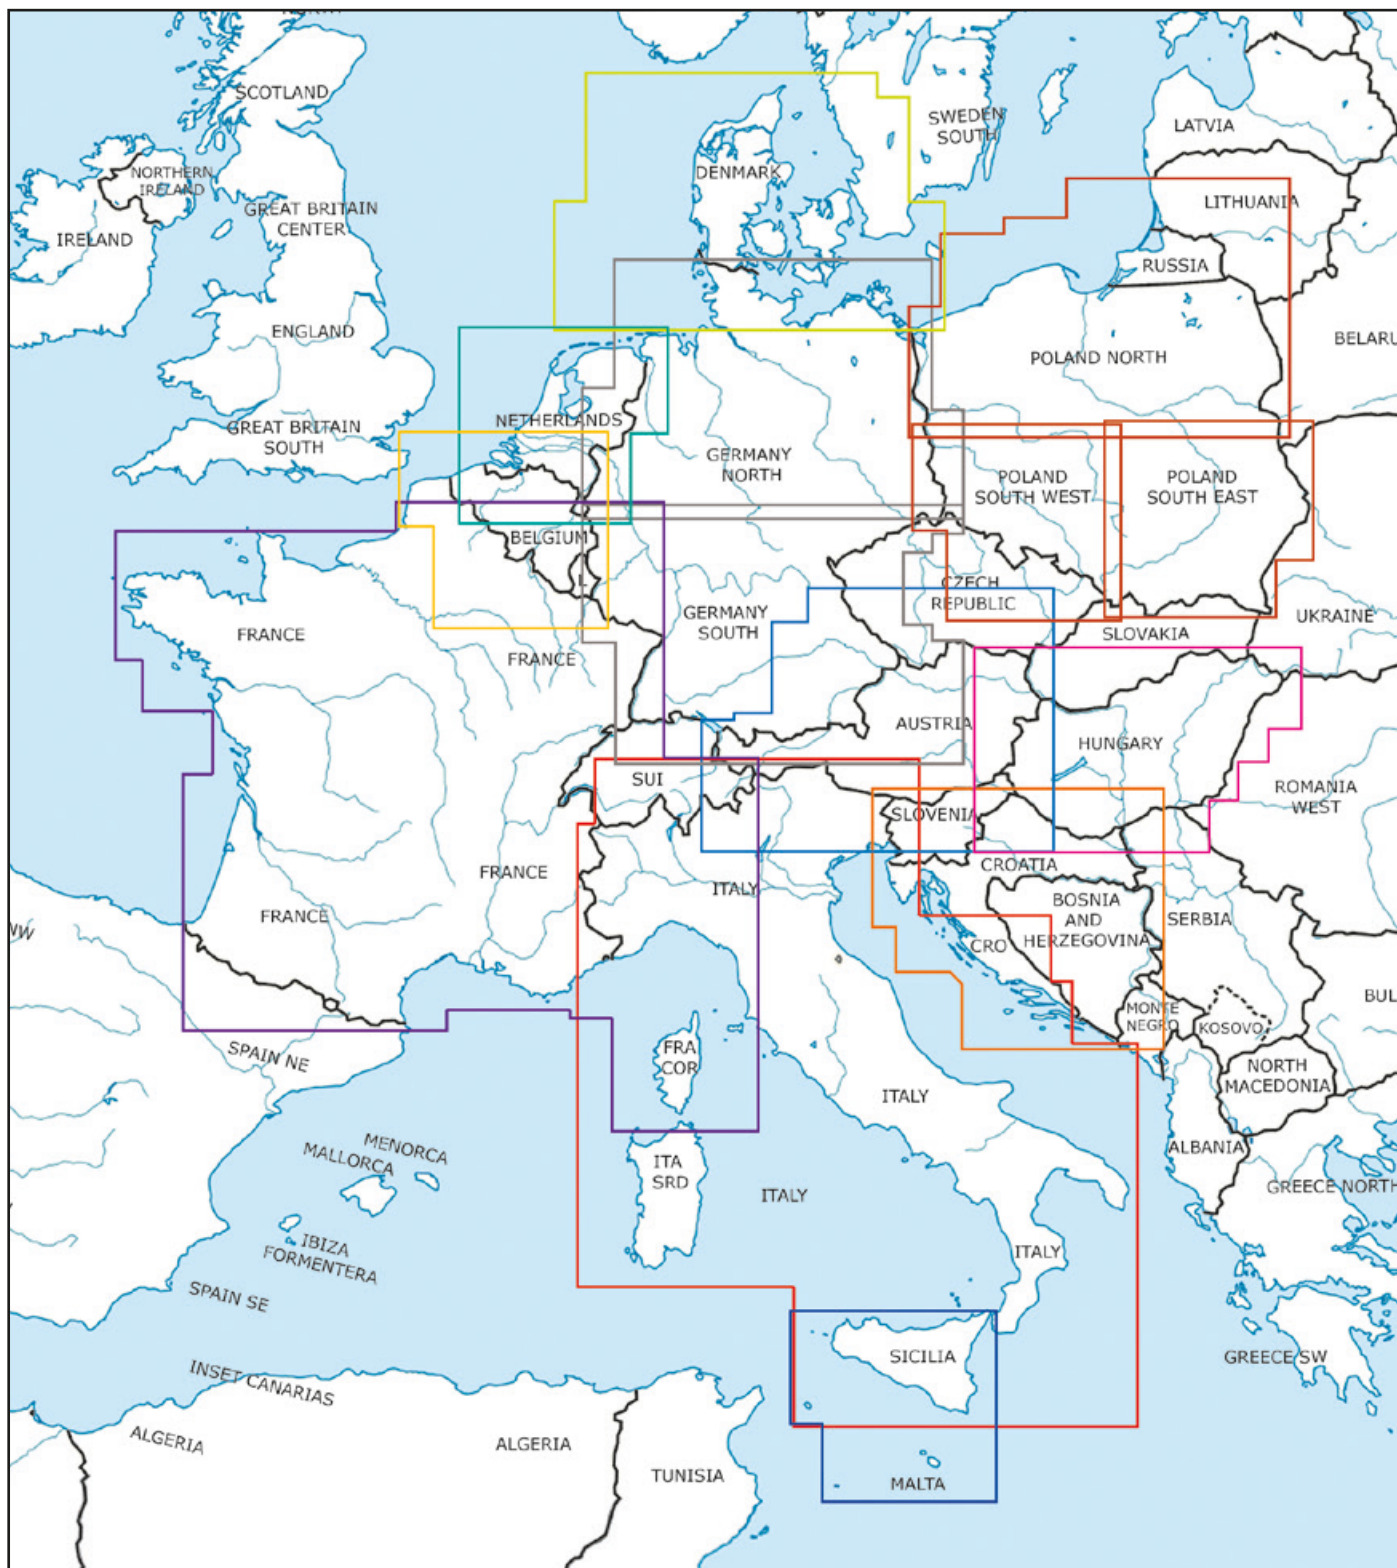 SCOTLAND
SWEDEN
SOUTH
LATVIA
NORTHERN
IRELAND
DENMARK
LITHUANIA
GREAT BRITAIN
CENTER
IRELAND
RUSSIA
ENGLAND
BELARU
POLAND NORTH
NETHERLANDS
GREAT BRITAIN
SOUTH
GERMANY
NORTH
POLAND
SOUTH WEST
POLAND
SOUTH EAST
BELGIUM
L
CZECH
REPUBLIC
GERMANY
SOUTH
UKRAINE
FRANCE
SLOVAKIA
FRANCE
AUSTRIA
HUNGARY
SUI
ROMANIA
WEST
SLOVENIA
CROATIA
FRANCE
ITALY
BOSNIA
AND
HERZEGOVINA
FRANCE
SERBIA
NW
CRO
BUL
MONTE
NEGRO
KOSOVO
SPAIN NE
FRA
COR
NORTH
MACEDONIA
ITALY
MENORCA
MALLORCA
ALBANIA
ITA
SRD
ITALY
GREECE NORTH
IBIZA
FORMENTERA
ITALY
SPAIN SE
SICILIA
GREECE SW
INSET CANARIAS
ALGERIA
ALGERIA
TUNISIA
MALTA